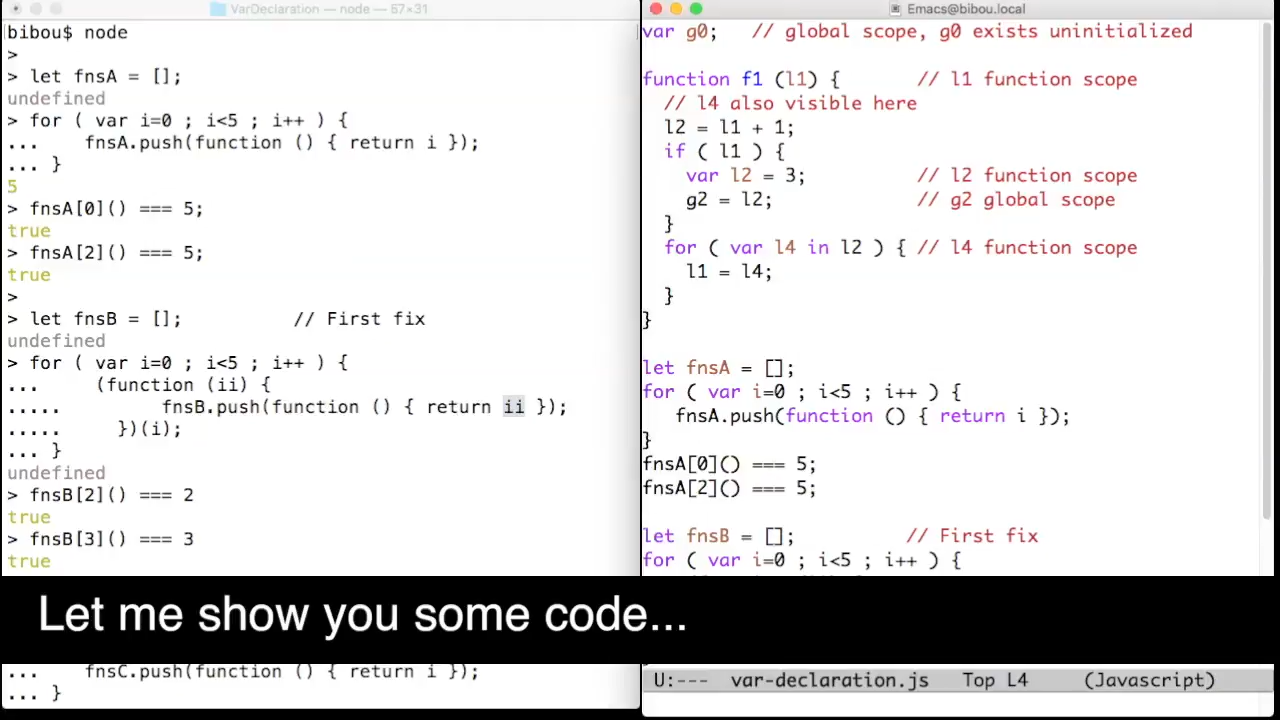 VarDeclaration — node — 57×31
bibou$ node
>
> let fnsA = [];
undefined
> for ( var i=0 ; i<5 ; i++ ) {
...    fnsA.push(function () { return i });
... }
5
> fnsA[0]() === 5;
true
> fnsA[2]() === 5;
true
>
> let fnsB = [];          // First fix
undefined
> for ( var i=0 ; i<5 ; i++ ) {
...     (function (ii) {
.....         fnsB.push(function () { return ii });
.....     })(i);
... }
undefined
> fnsB[2]() === 2
true
> fnsB[3]() === 3
true
Let me show you some code...
...    fnsC.push(function () { return i });
... }
Emacs@bibou.local
var g0;   // global scope, g0 exists uninitialized
function f1 (l1) {       // l1 function scope
  // l4 also visible here
  l2 = l1 + 1;
  if ( l1 ) {
    var l2 = 3;          // l2 function scope
    g2 = l2;             // g2 global scope
  }
  for ( var l4 in l2 ) { // l4 function scope
    l1 = l4;
  }
}
let fnsA = [];
for ( var i=0 ; i<5 ; i++ ) {
   fnsA.push(function () { return i });
}
fnsA[0]() === 5;
fnsA[2]() === 5;
let fnsB = [];          // First fix
for ( var i=0 ; i<5 ; i++ ) {
U:---  var-declaration.js   Top L4     (Javascript)